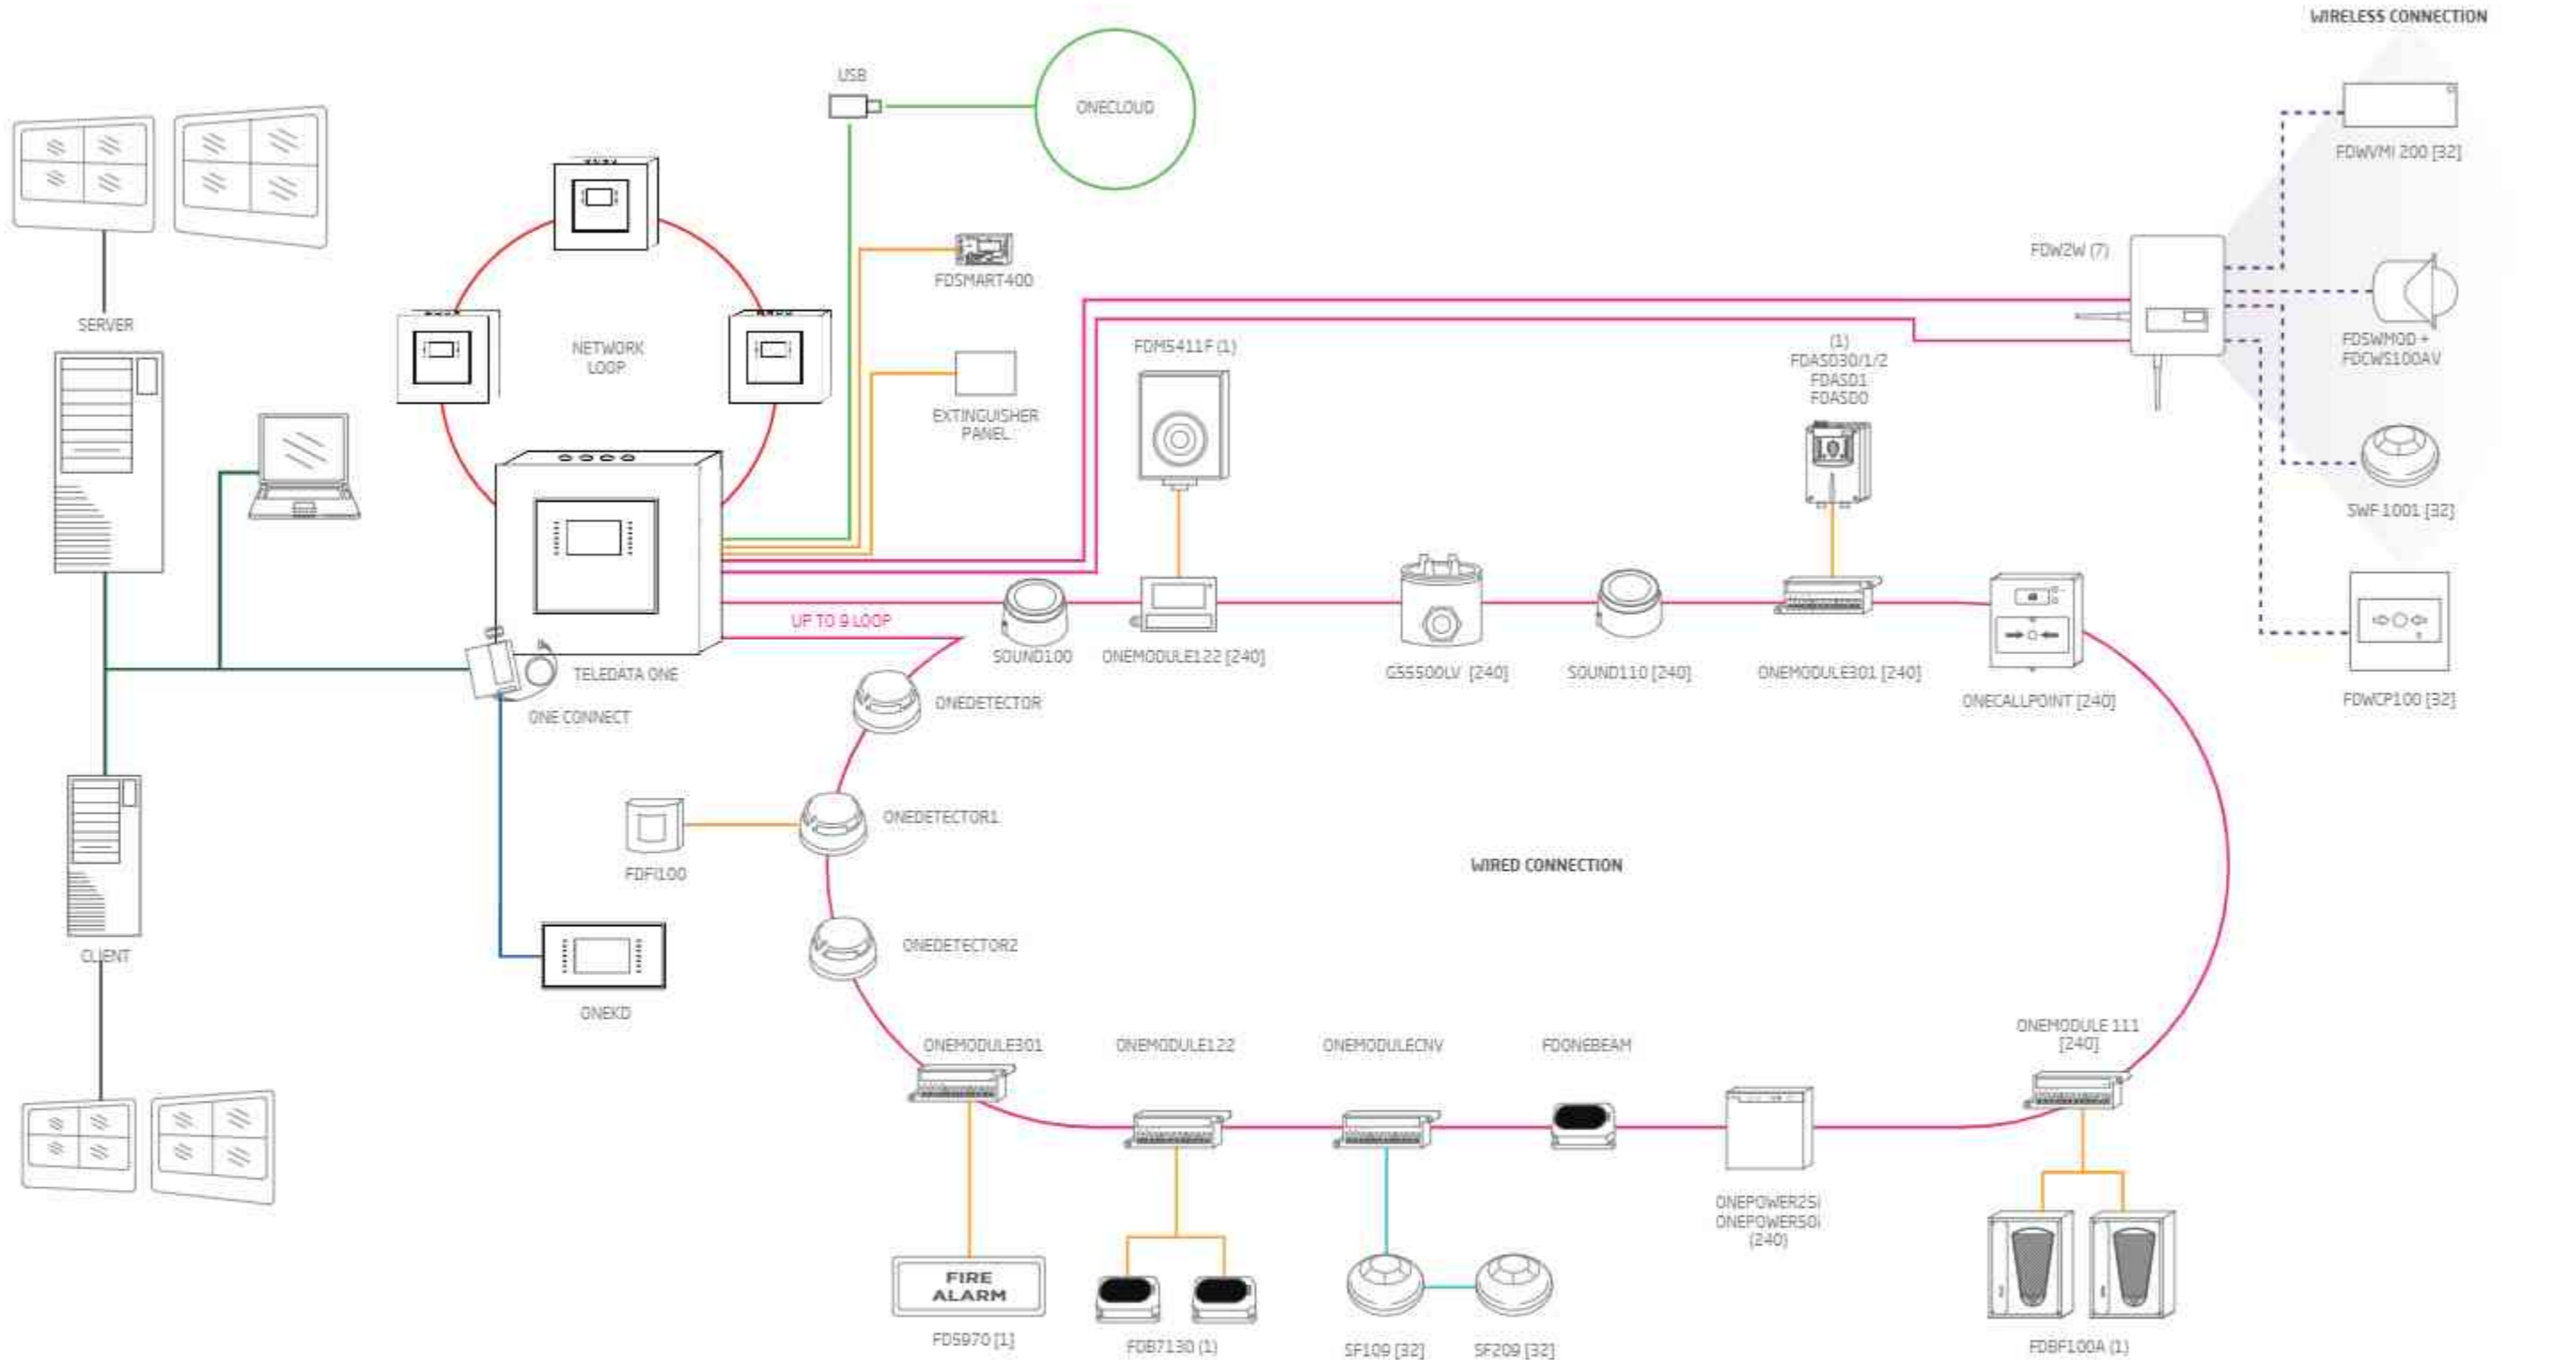 WIRELESS CONNECTION
USB
ONECLOUD
FDWVMI 200 [32]
FDW2W (7)
FDSMART400
SERVER
NETWORK
LOOP
FDM5411F (1)
(1)
FDASD30/1/2
FDASD1
FDASD0
FDSWMOD +
FDCWS100AV
EXTINGUISHER
PANEL
SWF 1001 [32]
UP TO 9 LOOP
SOUND100
ONEMODULE122 [240]
GS5500LV [240]
SOUND110 [240]
ONEMODULE301 [240]
ONECALLPOINT [240]
FDWCP100 [32]
TELEDATA ONE
ONE CONNECT
ONEDETECTOR
ONEDETECTOR1
FDFI100
WIRED CONNECTION
ONEDETECTOR2
CLIENT
ONEKD
ONEMODULE301
ONEMODULE122
ONEMODULECNV
FDONEBEAM
ONEMODULE 111
[240]
ONEPOWER25i
ONEPOWER50i
(240)
FIRE
ALARM
FDS970 [1]
FDB7130 (1)
SF109 [32]
SF209 [32]
FDBF100A (1)